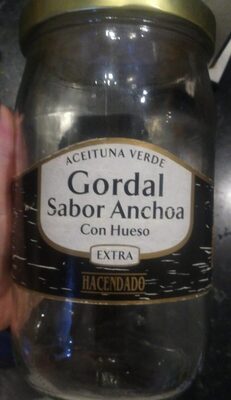 ACEITUNA VERDE
Gordal
Sabor Anchoa
Con Hueso
EXTRA
HACENDADO